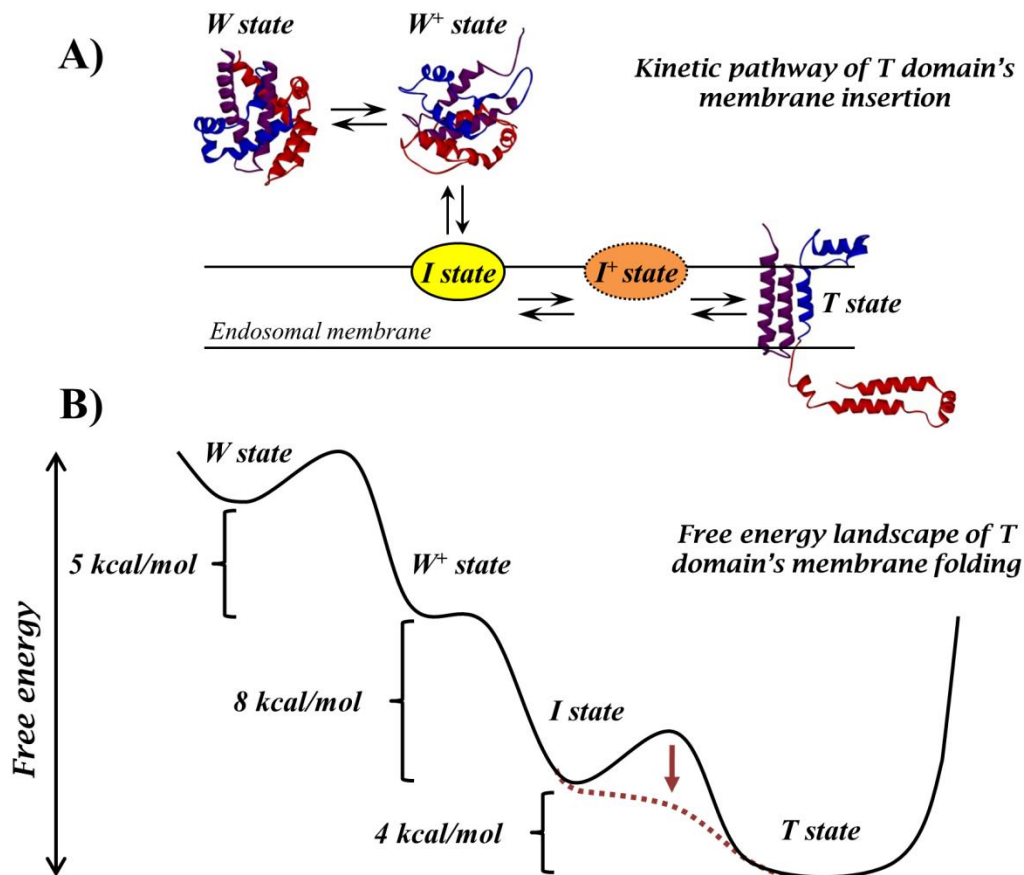 A)
W state
W⁺ state
Kinetic pathway of T domain's
membrane insertion
I state
I⁺ state
T state
Endosomal membrane
B)
Free energy
W state
5 kcal/mol
W⁺ state
Free energy landscape of T
domain's membrane folding
8 kcal/mol
I state
4 kcal/mol
T state